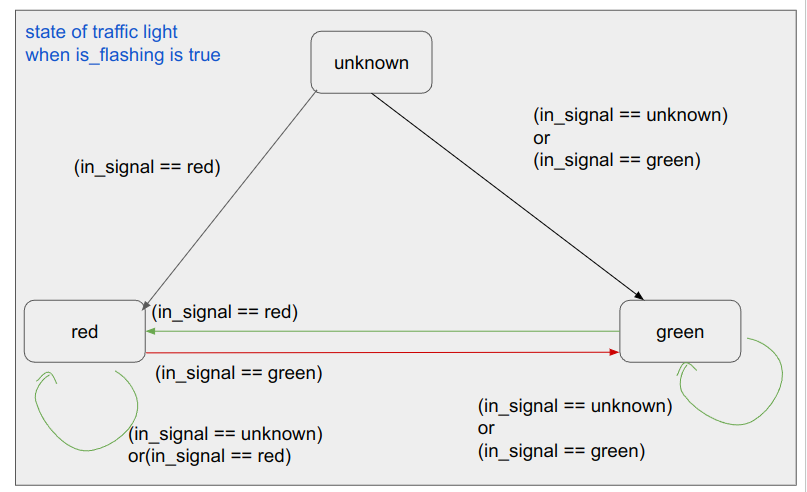 state of traffic light
when is_flashing is true
unknown
(in_signal == unknown)
or
(in_signal == green)
(in_signal == red)
(in_signal == red)
red
green
(in_signal == green)
(in_signal == unknown)
or(in_signal == red)
(in_signal == unknown)
or
(in_signal == green)